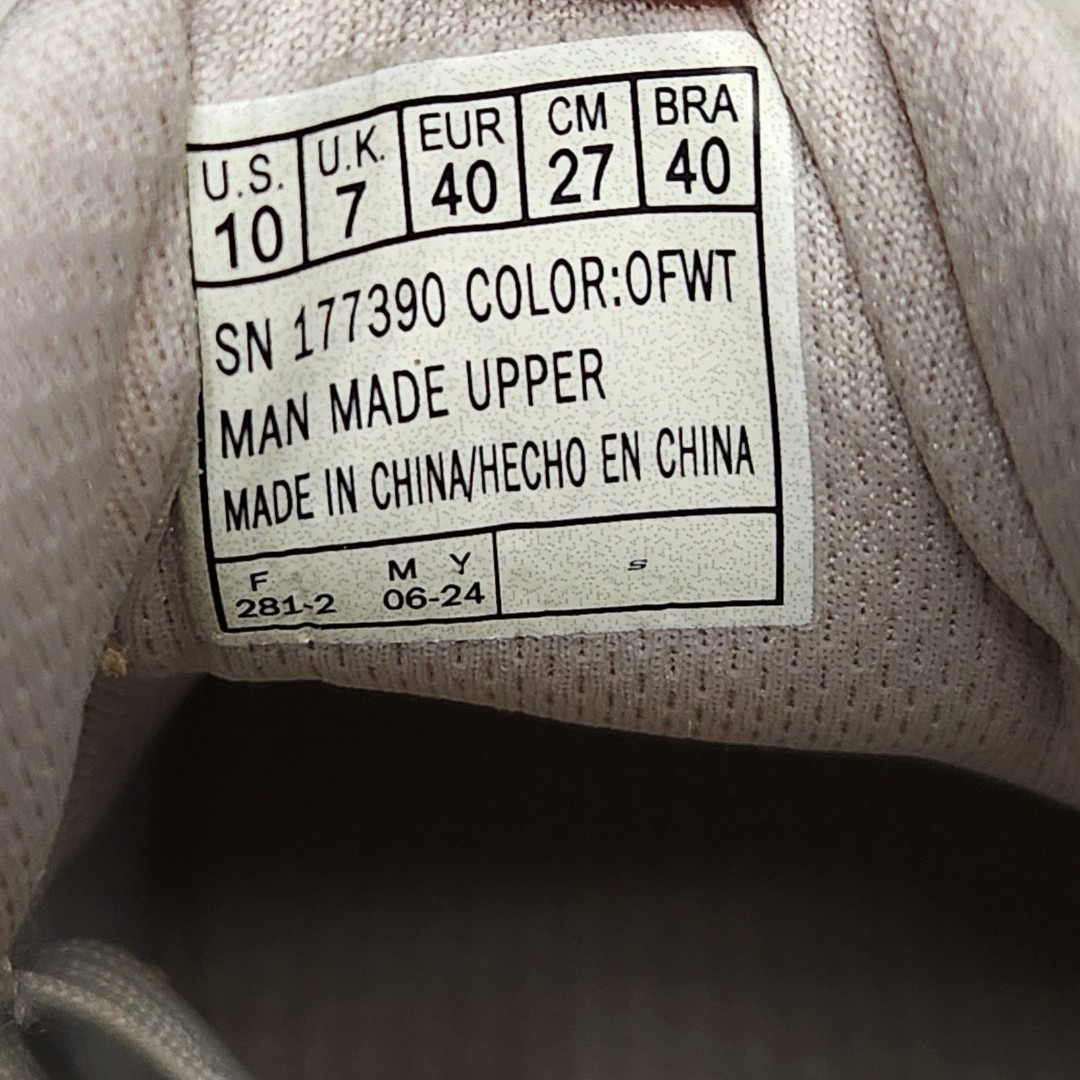 U.S. U.K. EUR CM BRA
10 7 40 27 40
SN 177390 COLOR:OFWT
MAN MADE UPPER
MADE IN CHINA/HECHO EN CHINA
F M Y S
281-2 06-24